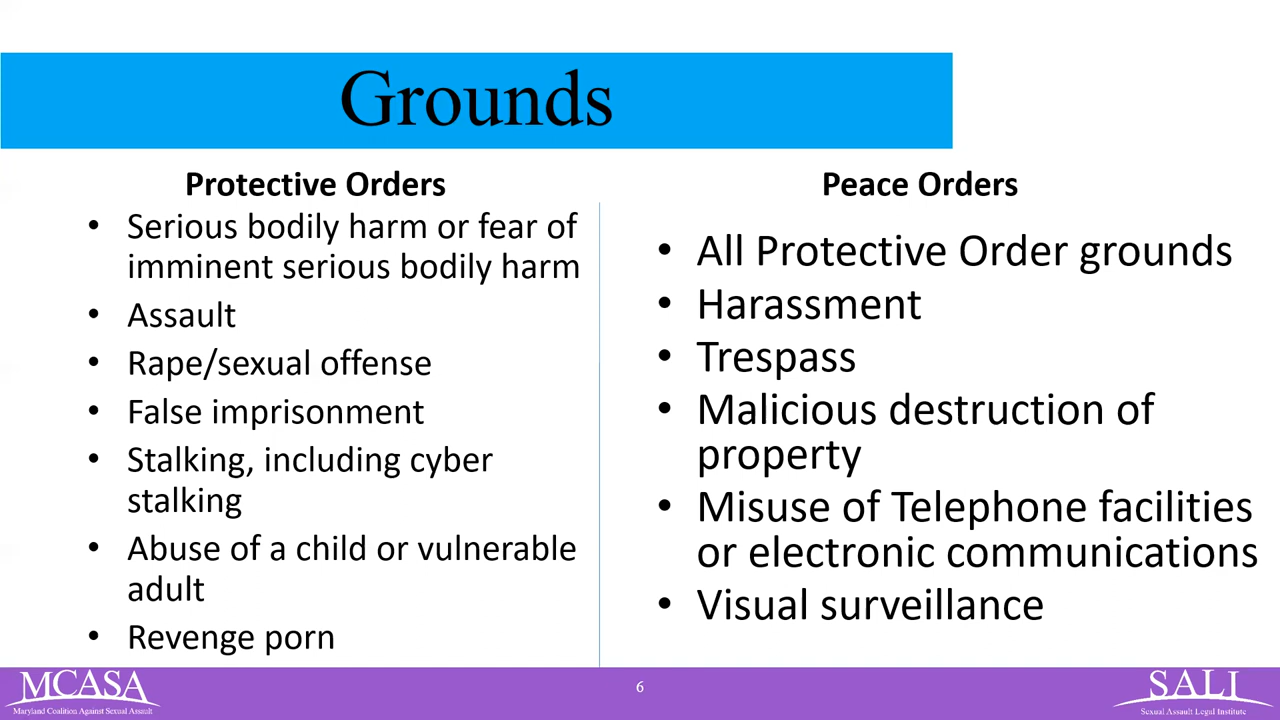 Grounds
Protective Orders
• Serious bodily harm or fear of
imminent serious bodily harm
• Assault
• Rape/sexual offense
• False imprisonment
• Stalking, including cyber
stalking
• Abuse of a child or vulnerable
adult
• Revenge porn
Peace Orders
• All Protective Order grounds
• Harassment
• Trespass
• Malicious destruction of
property
• Misuse of Telephone facilities
or electronic communications
• Visual surveillance
MCASA
Maryland Coalition Against Sexual Assault
6
SALI
Sexual Assault Legal Institute